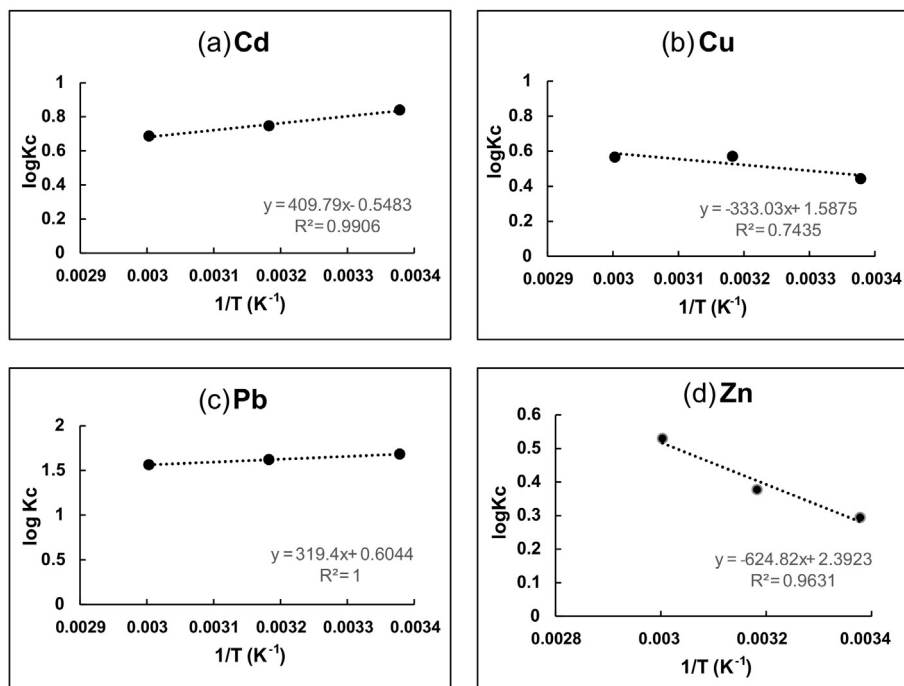 (a) Cd
logKc
1
0.8
0.6
0.4
0.2
0
y = 409.79x- 0.5483
R² = 0.9906
0.0029 0.003 0.0031 0.0032 0.0033 0.0034
1/T (K⁻¹)
(b) Cu
logKc
1
0.8
0.6
0.4
0.2
0
y = -333.03x+ 1.5875
R² = 0.7435
0.0029 0.003 0.0031 0.0032 0.0033 0.0034
1/T (K⁻¹)
(c) Pb
log Kc
2
1.5
1
0.5
0
y = 319.4x+ 0.6044
R² = 1
0.0029 0.003 0.0031 0.0032 0.0033 0.0034
1/T (K⁻¹)
(d) Zn
logKc
0.6
0.5
0.4
0.3
0.2
0.1
0
y = -624.82x+ 2.3923
R² = 0.9631
0.0028 0.003 0.0032 0.0034
1/T (K⁻¹)